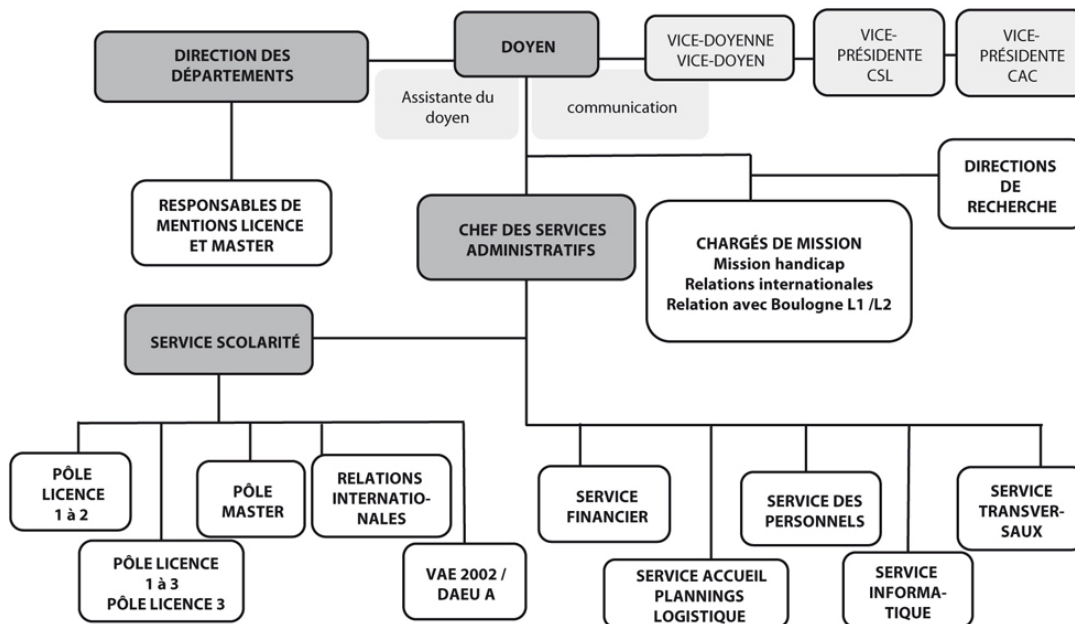 DIRECTION DES
DÉPARTEMENTS
DOYEN
VICE-DOYENNE
VICE-DOYEN
VICE-
PRÉSIDENTE
CSL
VICE-
PRÉSIDENTE
CAC
Assistante du
doyen
communication
RESPONSABLES DE
MENTIONS LICENCE
ET MASTER
CHEF DES SERVICES
ADMINISTRATIFS
CHARGÉS DE MISSION
Mission handicap
Relations internationales
Relation avec Boulogne L1 /L2
DIRECTIONS
DE
RECHERCHE
SERVICE SCOLARITÉ
PÔLE
LICENCE
1 à 2
PÔLE LICENCE
1 à 3
PÔLE LICENCE 3
PÔLE
MASTER
RELATIONS
INTERNATIO-
NALES
VAE 2002 /
DAEU A
SERVICE
FINANCIER
SERVICE ACCUEIL
PLANNINGS
LOGISTIQUE
SERVICE DES
PERSONNELS
SERVICE
INFORMA-
TIQUE
SERVICE
TRANSVER-
SAUX